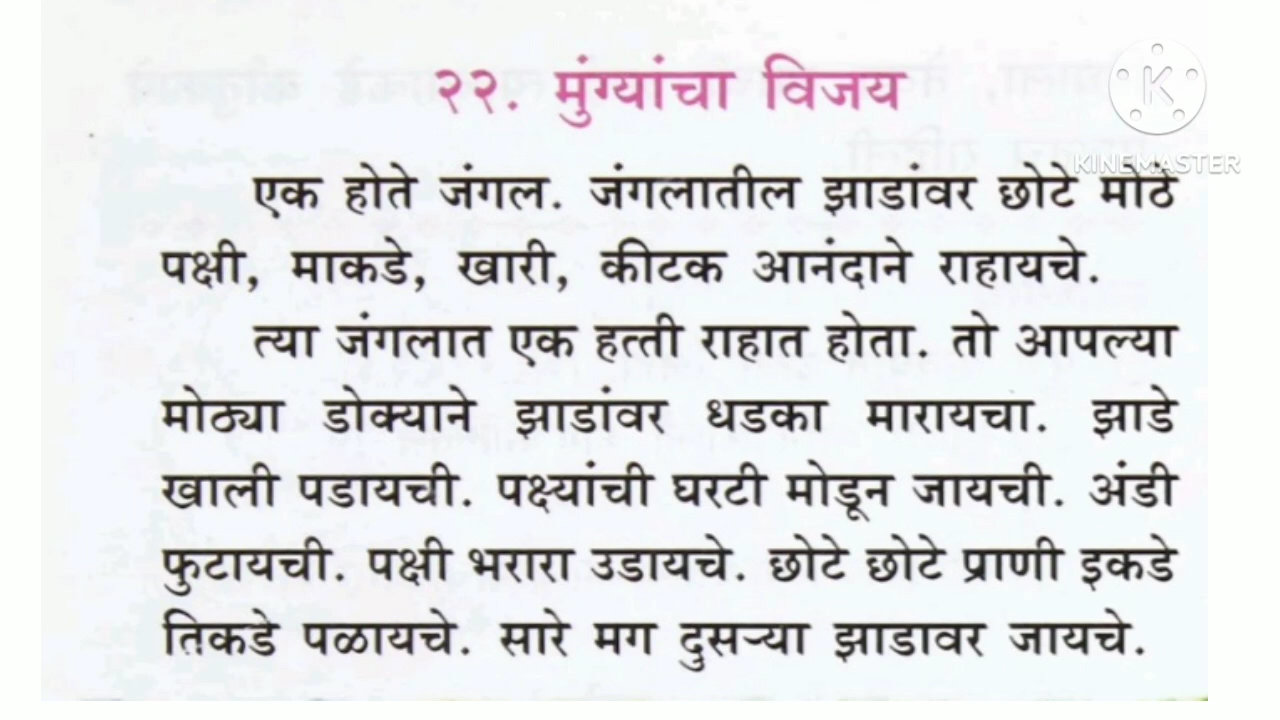 २२. मुंग्यांचा विजय
K
KINEMASTER
एक होते जंगल. जंगलातील झाडांवर छोटे मोठे
पक्षी, माकडे, खारी, कीटक आनंदाने राहायचे.
त्या जंगलात एक हत्ती राहात होता. तो आपल्या
मोठ्या डोक्याने झाडांवर धडका मारायचा. झाडे
खाली पडायची. पक्ष्यांची घरटी मोडून जायची. अंडी
फुटायची. पक्षी भरारा उडायचे. छोटे छोटे प्राणी इकडे
तिकडे पळायचे. सारे मग दुसऱ्या झाडावर जायचे.